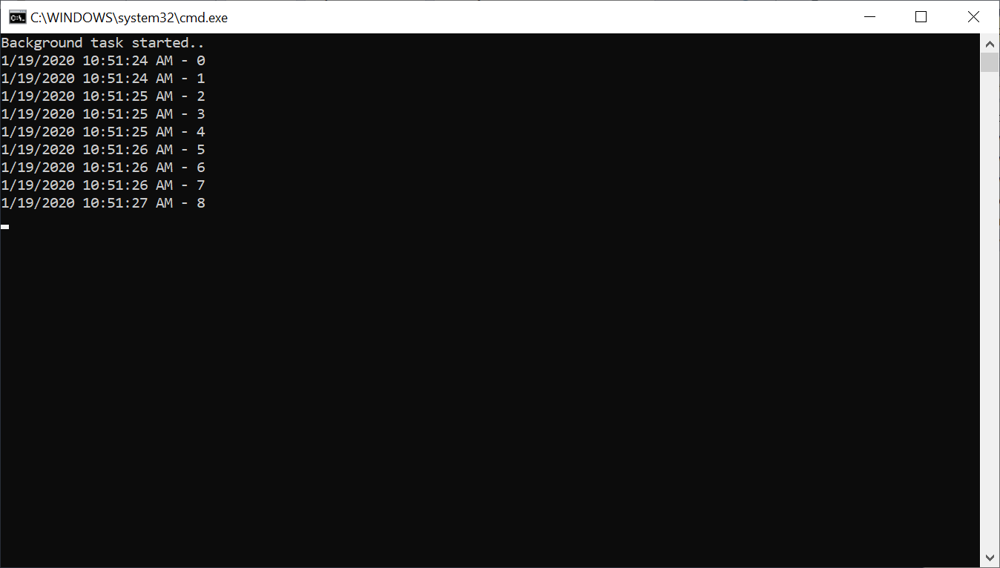 C:\WINDOWS\system32\cmd.exe
Background task started..
1/19/2020 10:51:24 AM - 0
1/19/2020 10:51:24 AM - 1
1/19/2020 10:51:25 AM - 2
1/19/2020 10:51:25 AM - 3
1/19/2020 10:51:25 AM - 4
1/19/2020 10:51:26 AM - 5
1/19/2020 10:51:26 AM - 6
1/19/2020 10:51:26 AM - 7
1/19/2020 10:51:27 AM - 8